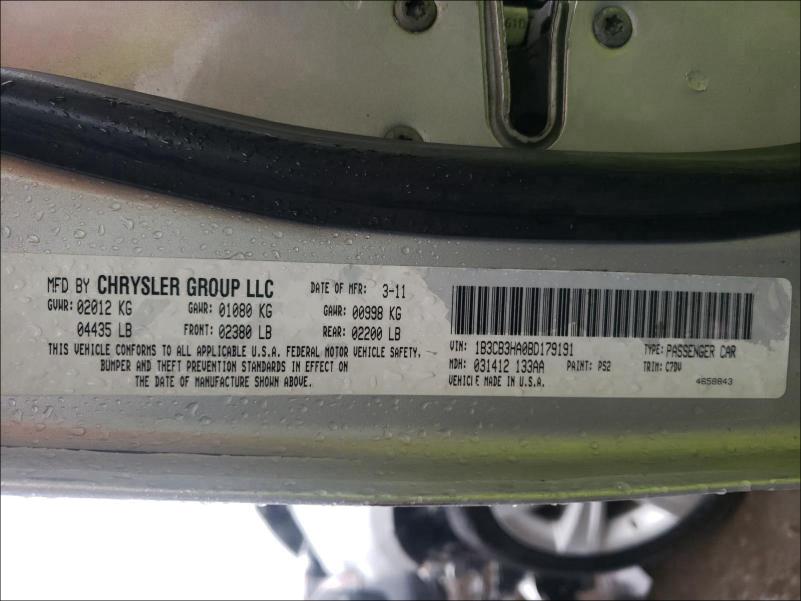 MFD BY CHRYSLER GROUP LLC DATE OF MFR: 3-11
GVWR: 02012 KG GAWR: 01080 KG GAWR: 00998 KG
04435 LB FRONT: 02380 LB REAR: 02200 LB
THIS VEHICLE CONFORMS TO ALL APPLICABLE U.S.A. FEDERAL MOTOR VEHICLE SAFETY,
BUMPER AND THEFT PREVENTION STANDARDS IN EFFECT ON
THE DATE OF MANUFACTURE SHOWN ABOVE.
VIN: 1B3CB3HA0BD179191 TYPE: PASSENGER CAR
MDH: 031412 133AA PAINT: PS2 TRIM: C7DV
VEHICLE MADE IN U.S.A. 4658843